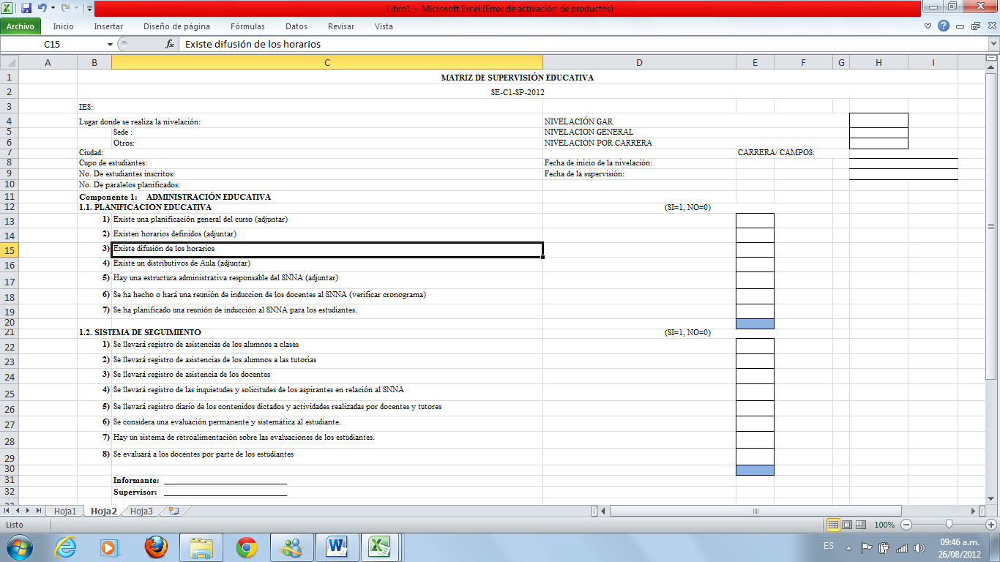 Libro1 - Microsoft Excel (Error de activación de productos)
Archivo Inicio Insertar Diseño de página Fórmulas Datos Revisar Vista
C15 fx Existe difusión de los horarios
A B C D E F G H I
1 MATRIZ DE SUPERVISIÓN EDUCATIVA
2 SE-C1-SP-2012
3 IES:
4 Lugar donde se realiza la nivelación: NIVELACIÓN GAR
5 Sede : NIVELACION GENERAL
6 Otros: NIVELACION POR CARRERA
7 Ciudad: CARRERA/ CAMPOS:
8 Cupo de estudiantes: Fecha de inicio de la nivelación:
9 No. De estudiantes inscritos: Fecha de la supervisión:
10 No. De paralelos planificados:
11 Componente 1: ADMINISTRACIÓN EDUCATIVA
12 1.1. PLANIFICACION EDUCATIVA (SI=1, NO=0)
13 1) Existe una planificación general del curso (adjuntar)
14 2) Existen horarios definidos (adjuntar)
15 3) Existe difusión de los horarios
16 4) Existe un distributivos de Aula (adjuntar)
17 5) Hay una estructura administrativa responsable del SNNA (adjuntar)
18 6) Se ha hecho o hará una reunión de induccion de los docentes al SNNA (verificar cronograma)
19 7) Se ha planificado una reunión de inducción al SNNA para los estudiantes.
20
21 1.2. SISTEMA DE SEGUIMIENTO (SI=1, NO=0)
22 1) Se llevará registro de asistencias de los alumnos a clases
23 2) Se llevará registro de asistencias de los alumnos a las tutorias
24 3) Se llevará registro de asistencia de los docentes
25 4) Se llevará registro de las inquietudes y solicitudes de los aspirantes en relación al SNNA
26 5) Se llevará registro diario de los contenidos dictados y actividades realizadas por docentes y tutores
27 6) Se considera una evaluación permanente y sistemática al estudiante.
28 7) Hay un sistema de retroalimentación sobre las evaluaciones de los estudiantes.
29 8) Se evaluará a los docentes por parte de los estudiantes
30
31 Informante:
32 Supervisor:
Hoja1 Hoja2 Hoja3
Listo 100%
ES 09:46 a.m.
26/08/2012